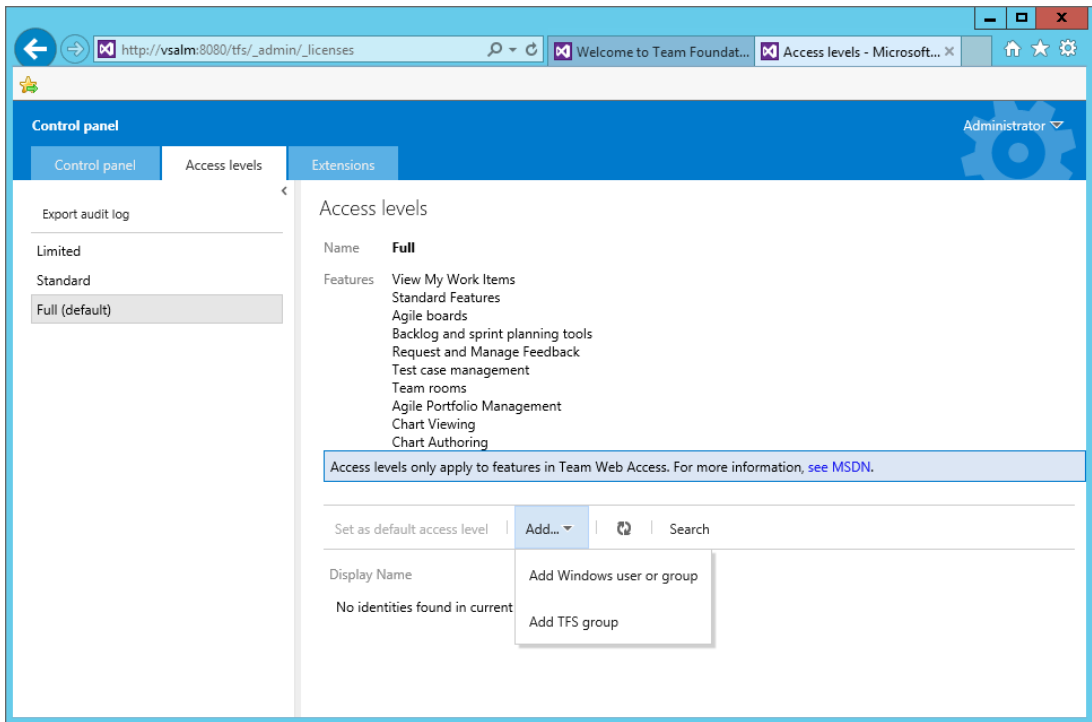 http://vsalm:8080/tfs/_admin/_licenses
Welcome to Team Foundat...
Access levels - Microsoft...
Control panel
Administrator
Control panel
Access levels
Extensions
Export audit log
Limited
Standard
Full (default)
Access levels
Name Full
Features View My Work Items
Standard Features
Agile boards
Backlog and sprint planning tools
Request and Manage Feedback
Test case management
Team rooms
Agile Portfolio Management
Chart Viewing
Chart Authoring
Access levels only apply to features in Team Web Access. For more information, see MSDN.
Set as default access level
Add...
Search
Display Name
Add Windows user or group
No identities found in current
Add TFS group